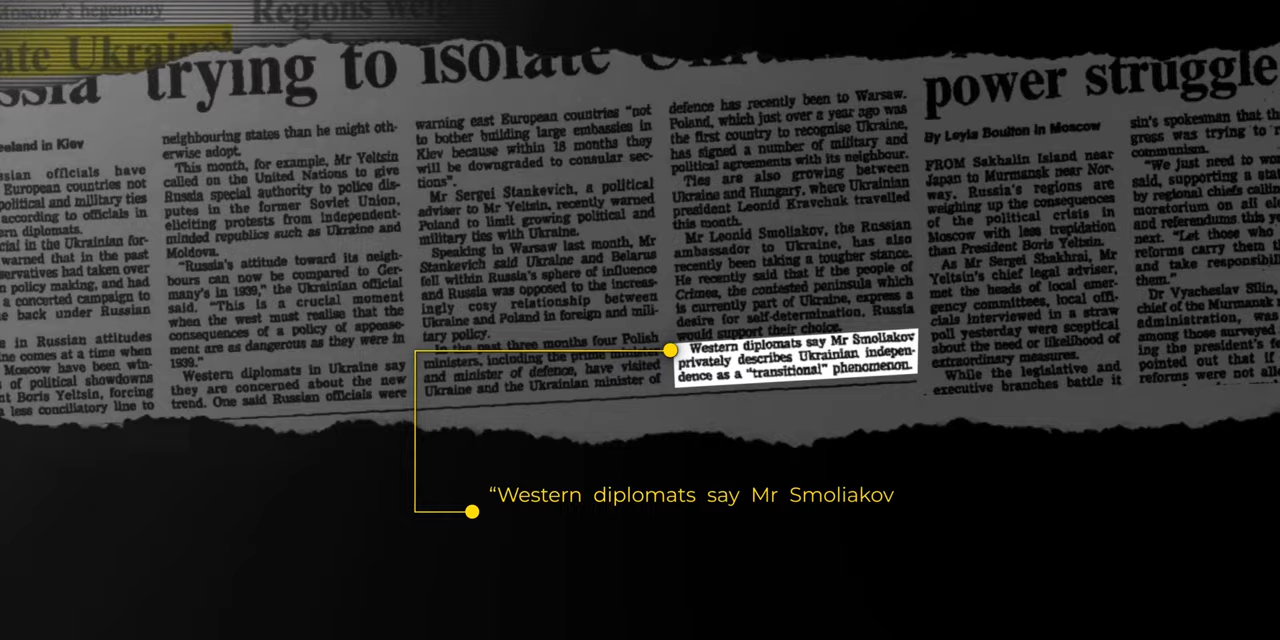 Moscow's hegemony
Regions weigh
ate Ukraine'
trying to isolate
eeland in Kiev
ssian officials have
European countries not
political and military ties
according to officials in
rn diplomats.
cial in the Ukrainian for-
warned that in the past
servatives had taken over
n policy making, and had
a concerted campaign to
e back under Russian
e in Russian attitudes
ne comes at a time when
Moscow have been win-
of political showdowns
nt Boris Yeltsin, forcing
a less conciliatory line to
neighbouring states than he might oth-
erwise adopt.
This month, for example, Mr Yeltsin
called on the United Nations to give
Russia special authority to police dis-
putes in the former Soviet Union,
eliciting protests from independent-
minded republics such as Ukraine and
Moldova.
"Russia's attitude toward its neigh-
bours can now be compared to Ger-
many's in 1939," the Ukrainian official
said. "This is a crucial moment
when the west must realise that the
consequences of a policy of appease-
ment are as dangerous as they were in
1939."
Western diplomats in Ukraine say
they are concerned about the new
trend. One said Russian officials were
warning east European countries "not
to bother building large embassies in
Kiev because within 18 months they
will be downgraded to consular sec-
tions".
Mr Sergei Stankevich, a political
adviser to Mr Yeltsin, recently warned
Poland to limit growing political and
military ties with Ukraine.
Speaking in Warsaw last month, Mr
Stankevich said Ukraine and Belarus
fell within Russia's sphere of influence
and Russia was opposed to the increas-
ingly cosy relationship between
Ukraine and Poland in foreign and mili-
tary policy.
In the past three months four Polish
ministers, including the prime minister
and minister of defence, have visited
Ukraine and the Ukrainian minister of
defence has recently been to Warsaw.
Poland, which just over a year ago was
the first country to recognise Ukraine,
has signed a number of military and
political agreements with its neighbour.
Ties are also growing between
Ukraine and Hungary, where Ukrainian
president Leonid Kravchuk travelled
this month.
Mr Leonid Smoliakov, the Russian
ambassador to Ukraine, has also
recently been taking a tougher stance.
He recently said that if the people of
Crimea, the contested peninsula which
is currently part of Ukraine, express a
desire for self-determination, Russia
would support their choice.
Western diplomats say Mr Smoliakov
privately describes Ukrainian indepen-
dence as a "transitional" phenomenon.
power struggle
By Leyla Boulton in Moscow
FROM Sakhalin Island near
Japan to Murmansk near Nor-
way, Russia's regions are
weighing up the consequences
of the political crisis in
Moscow with less trepidation
than President Boris Yeltsin.
As Mr Sergei Shakhrai, Mr
Yeltsin's chief legal adviser,
met the heads of local emer-
gency committees, local offi-
cials interviewed in a straw
poll yesterday were sceptical
about the need or likelihood of
extraordinary measures.
While the legislative and
executive branches battle it
sin's spokesman that th
gress was trying to
communism.
"We just need to wor
said, supporting a stat
by regional chiefs callin
moratorium on all el
and referendums this y
next. "Let those who
reforms carry them
and take responsibil
them."
Dr Vyacheslav Silin,
chief of the Murmansk
administration, was
among those surveyed
ing the president's fe
pointed out that if
reforms were not all
“Western diplomats say Mr Smoliakov